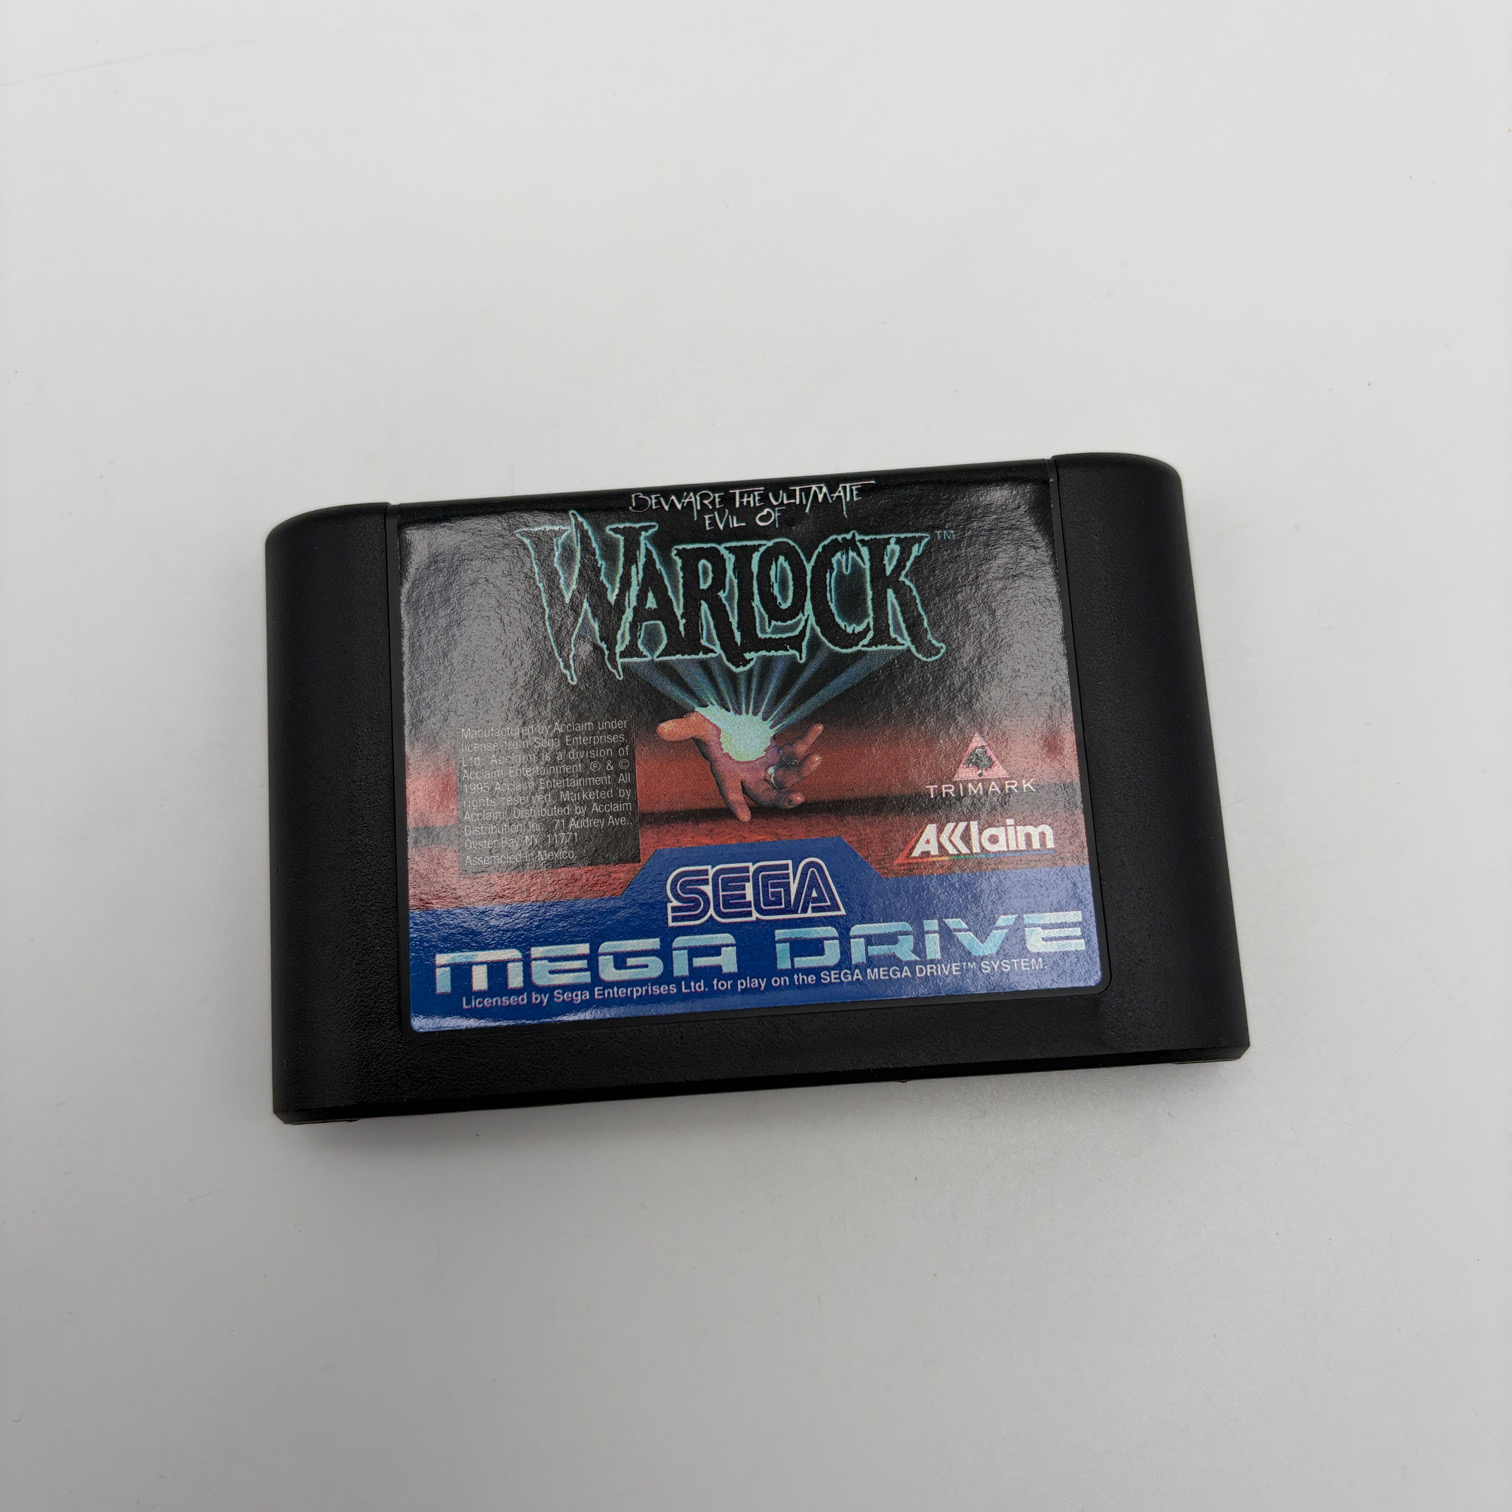 BEWARE THE ULTIMATE
EVIL OF
WARLOCK™
Manufactured by Acclaim under
license from Sega Enterprises,
Ltd. Acclaim is a division of
Acclaim Entertainment. ® & ©
1995 Acclaim Entertainment. All
rights reserved. Marketed by
Acclaim. Distributed by Acclaim
Distribution Inc. 71 Audrey Ave.,
Oyster Bay, NY, 11771
Assembled in Mexico.
TRIMARK
AKKlaim
SEGA
MEGA DRIVE
Licensed by Sega Enterprises Ltd. for play on the SEGA MEGA DRIVE™ SYSTEM.